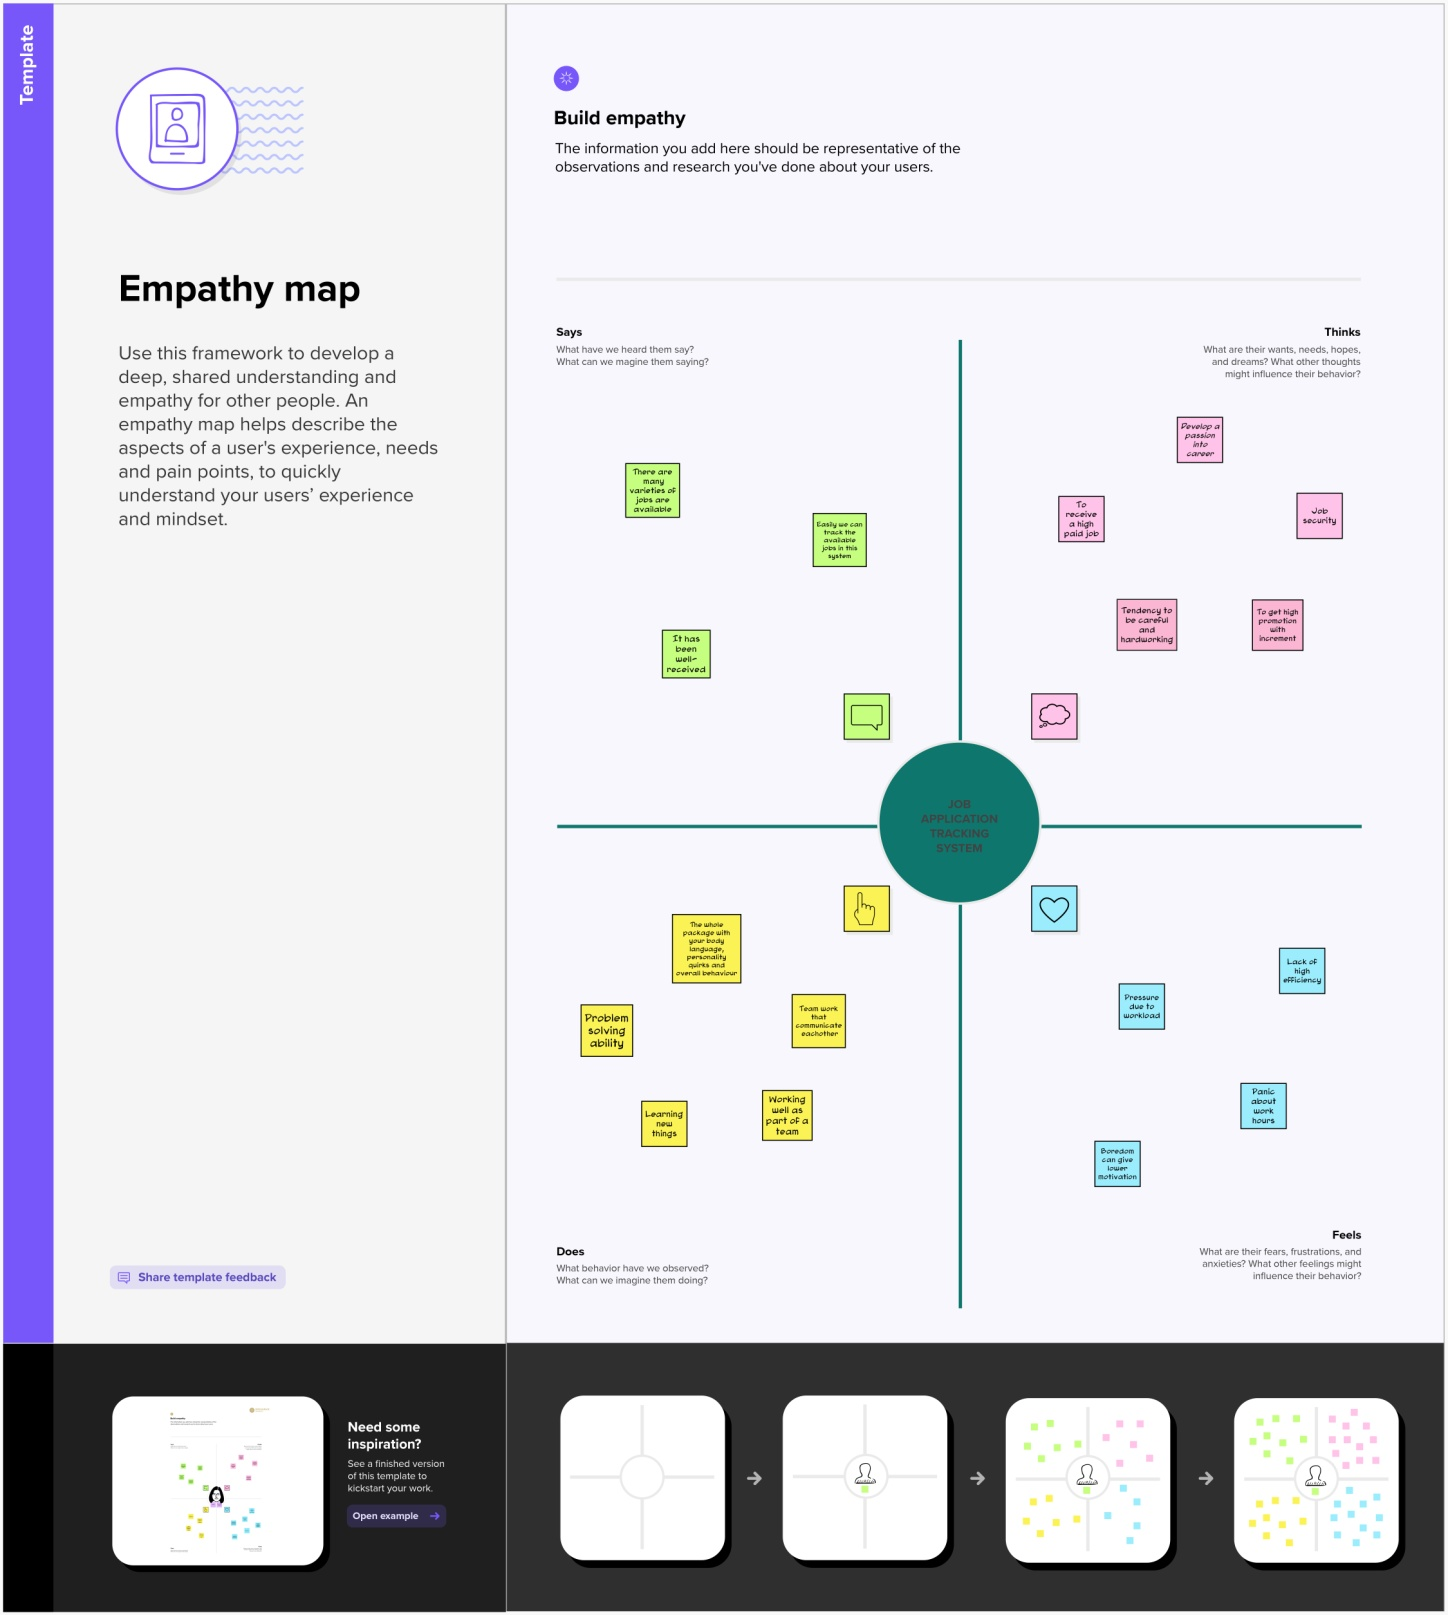 Template
Empathy map
Use this framework to develop a
deep, shared understanding and
empathy for other people. An
empathy map helps describe the
aspects of a user's experience, needs
and pain points, to quickly
understand your users’ experience
and mindset.
Share template feedback
Build empathy
The information you add here should be representative of the
observations and research you've done about your users.
Says
What have we heard them say?
What can we magine them saying?
Thinks
What are their wants, needs, hopes,
and dreams? What other thoughts
might influence their behavior?
There are
many
varieties of
jobs are
available
Easily we can
track the
available
jobs in this
system
It has
been
well-
received
Develop a
passion
into
career
To
receive
a high
paid job
Job
security
Tendency to
be careful
and
hardworking
To get high
promotion
with
increment
JOB
APPLICATION
TRACKING
SYSTEM
The whole
package with
your body
language,
personality
quirks and
overall behaviour
Problem
solving
ability
Team work
that
communicate
eachother
Learning
new
things
Working
well as
part of a
team
Lack of
high
efficiency
Pressure
due to
workload
Panic
about
work
hours
Boredom
can give
lower
motivation
Does
What behavior have we observed?
What can we imagine them doing?
Feels
What are their fears, frustrations, and
anxieties? What other feelings might
influence their behavior?
Need some
inspiration?
See a finished version
of this template to
kickstart your work.
Open example